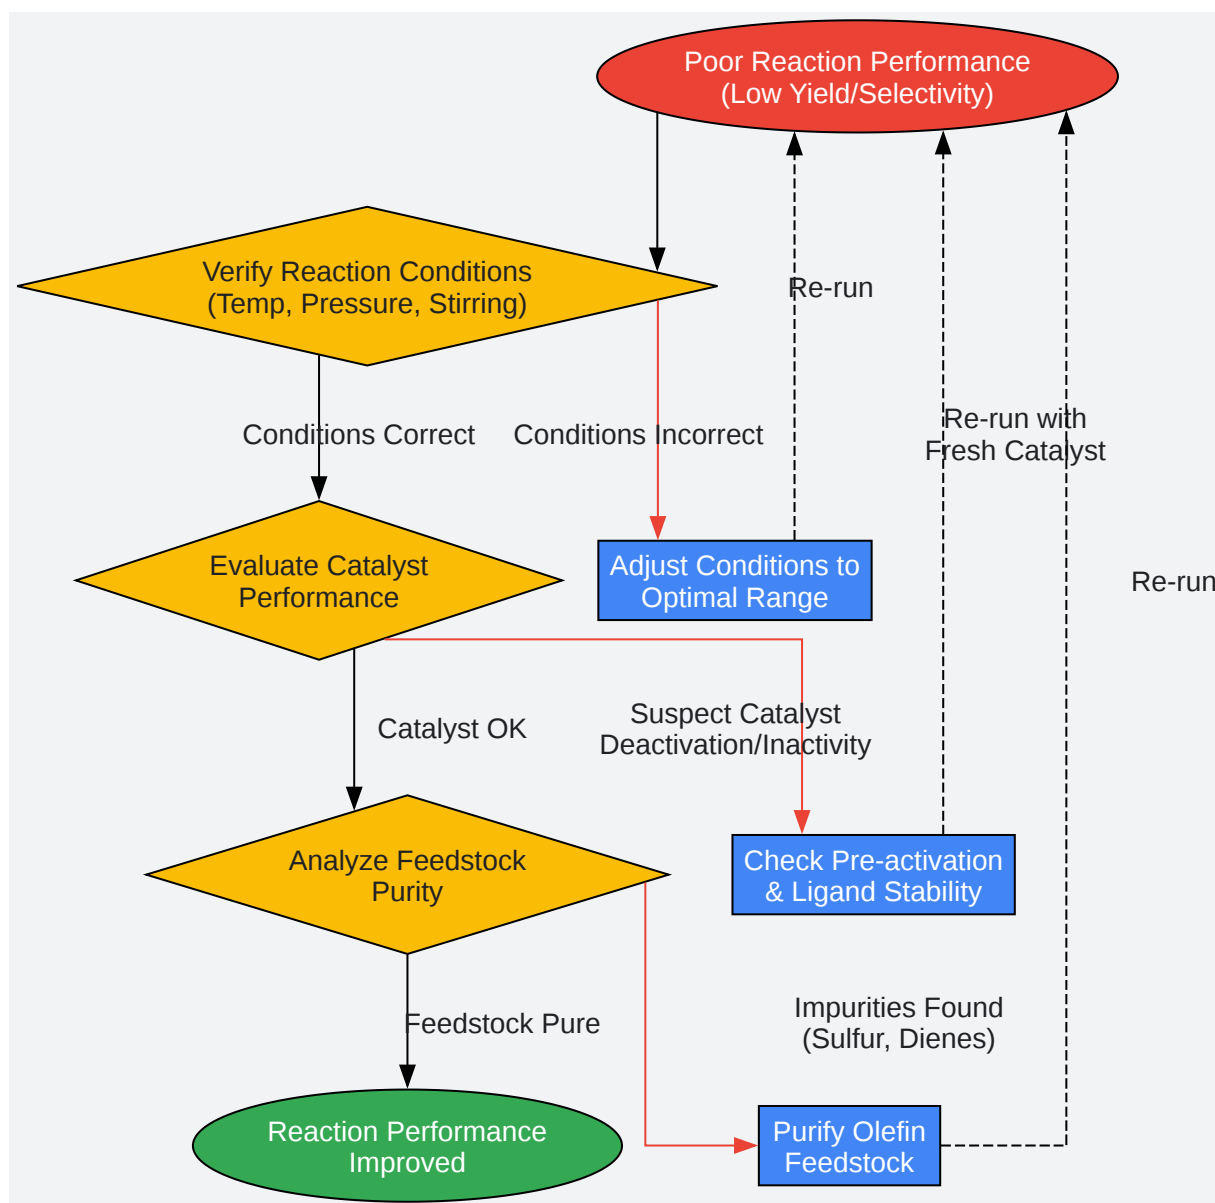 Poor Reaction Performance
(Low Yield/Selectivity)
Verify Reaction Conditions
(Temp, Pressure, Stirring)
Re-run
Conditions Correct
Conditions Incorrect
Re-run with
Fresh Catalyst
Evaluate Catalyst
Performance
Adjust Conditions to
Optimal Range
Re-run
Catalyst OK
Suspect Catalyst
Deactivation/Inactivity
Analyze Feedstock
Purity
Check Pre-activation
& Ligand Stability
Feedstock Pure
Impurities Found
(Sulfur, Dienes)
Reaction Performance
Improved
Purify Olefin
Feedstock